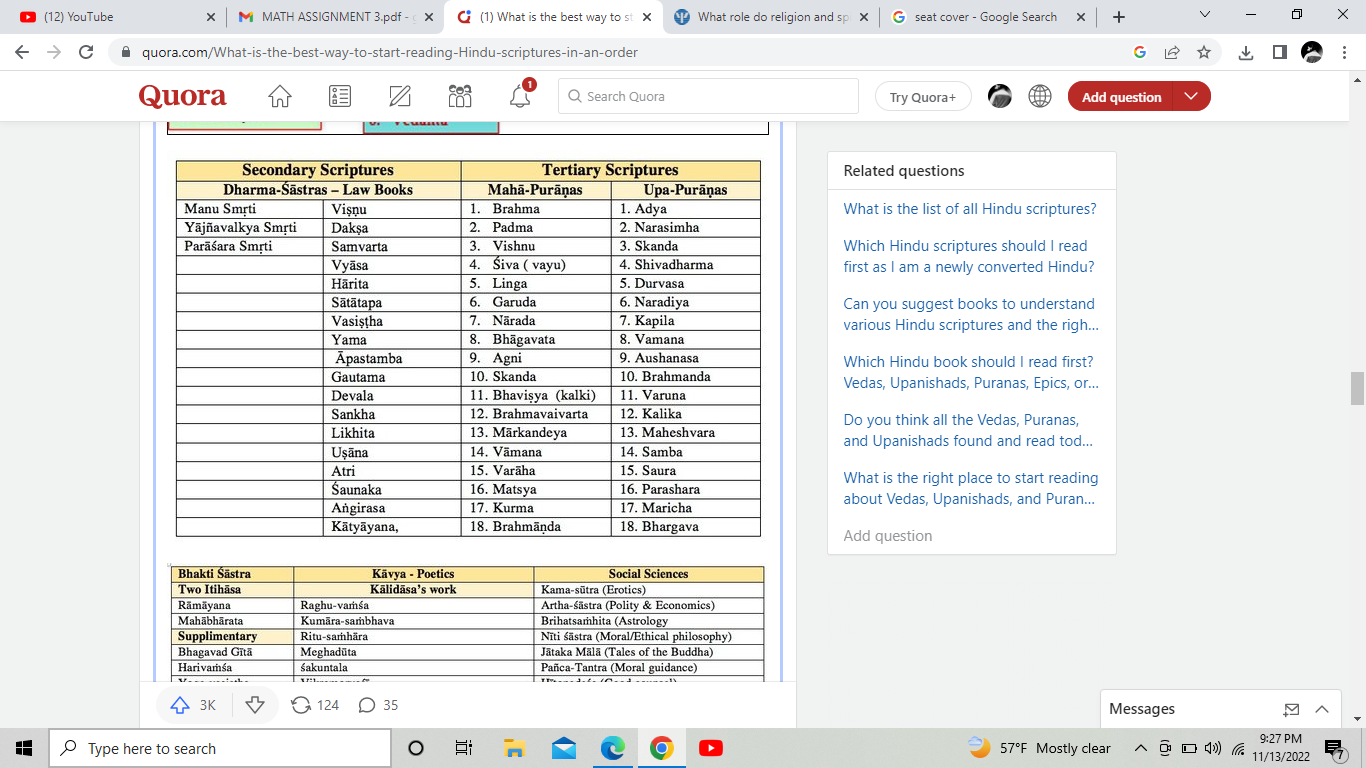 (12) YouTube
MATH ASSIGNMENT 3.pdf - g
(1) What is the best way to st
What role do religion and sp
seat cover - Google Search
quora.com/What-is-the-best-way-to-start-reading-Hindu-scriptures-in-an-order
Quora
1
Search Quora
Try Quora+
Add question
Secondary Scriptures Tertiary Scriptures
Dharma-Śāstras – Law Books Mahā-Purāṇas Upa-Purāṇas
Manu Smṛti Viṣṇu 1. Brahma 1. Adya
Yājñavalkya Smṛti Dakṣa 2. Padma 2. Narasimha
Parāśara Smṛti Samvarta 3. Vishnu 3. Skanda
Vyāsa 4. Śiva ( vayu) 4. Shivadharma
Hārita 5. Linga 5. Durvasa
Sātātapa 6. Garuda 6. Naradiya
Vasiṣṭha 7. Nārada 7. Kapila
Yama 8. Bhāgavata 8. Vamana
Āpastamba 9. Agni 9. Aushanasa
Gautama 10. Skanda 10. Brahmanda
Devala 11. Bhaviṣya (kalki) 11. Varuna
Sankha 12. Brahmavaivarta 12. Kalika
Likhita 13. Mārkandeya 13. Maheshvara
Uṣāna 14. Vāmana 14. Samba
Atri 15. Varāha 15. Saura
Śaunaka 16. Matsya 16. Parashara
Aṅgirasa 17. Kurma 17. Maricha
Kātyāyana, 18. Brahmāṇda 18. Bhargava
Bhakti Śāstra Kāvya - Poetics Social Sciences
Two Itihāsa Kālidāsa's work Kama-sūtra (Erotics)
Rāmāyana Raghu-vaṁśa Artha-śāstra (Polity & Economics)
Mahābhārata Kumāra-saṁbhava Brihatsaṁhita (Astrology
Supplimentary Ritu-saṁhāra Nīti śāstra (Moral/Ethical philosophy)
Bhagavad Gītā Meghadūta Jātaka Mālā (Tales of the Buddha)
Harivaṁśa śakuntala Pañca-Tantra (Moral guidance)
3K
124
35
Related questions
What is the list of all Hindu scriptures?
Which Hindu scriptures should I read
first as I am a newly converted Hindu?
Can you suggest books to understand
various Hindu scriptures and the righ...
Which Hindu book should I read first?
Vedas, Upanishads, Puranas, Epics, or...
Do you think all the Vedas, Puranas,
and Upanishads found and read tod...
What is the right place to start reading
about Vedas, Upanishads, and Puran...
Add question
Messages
Type here to search
57°F Mostly clear
9:27 PM
11/13/2022
7